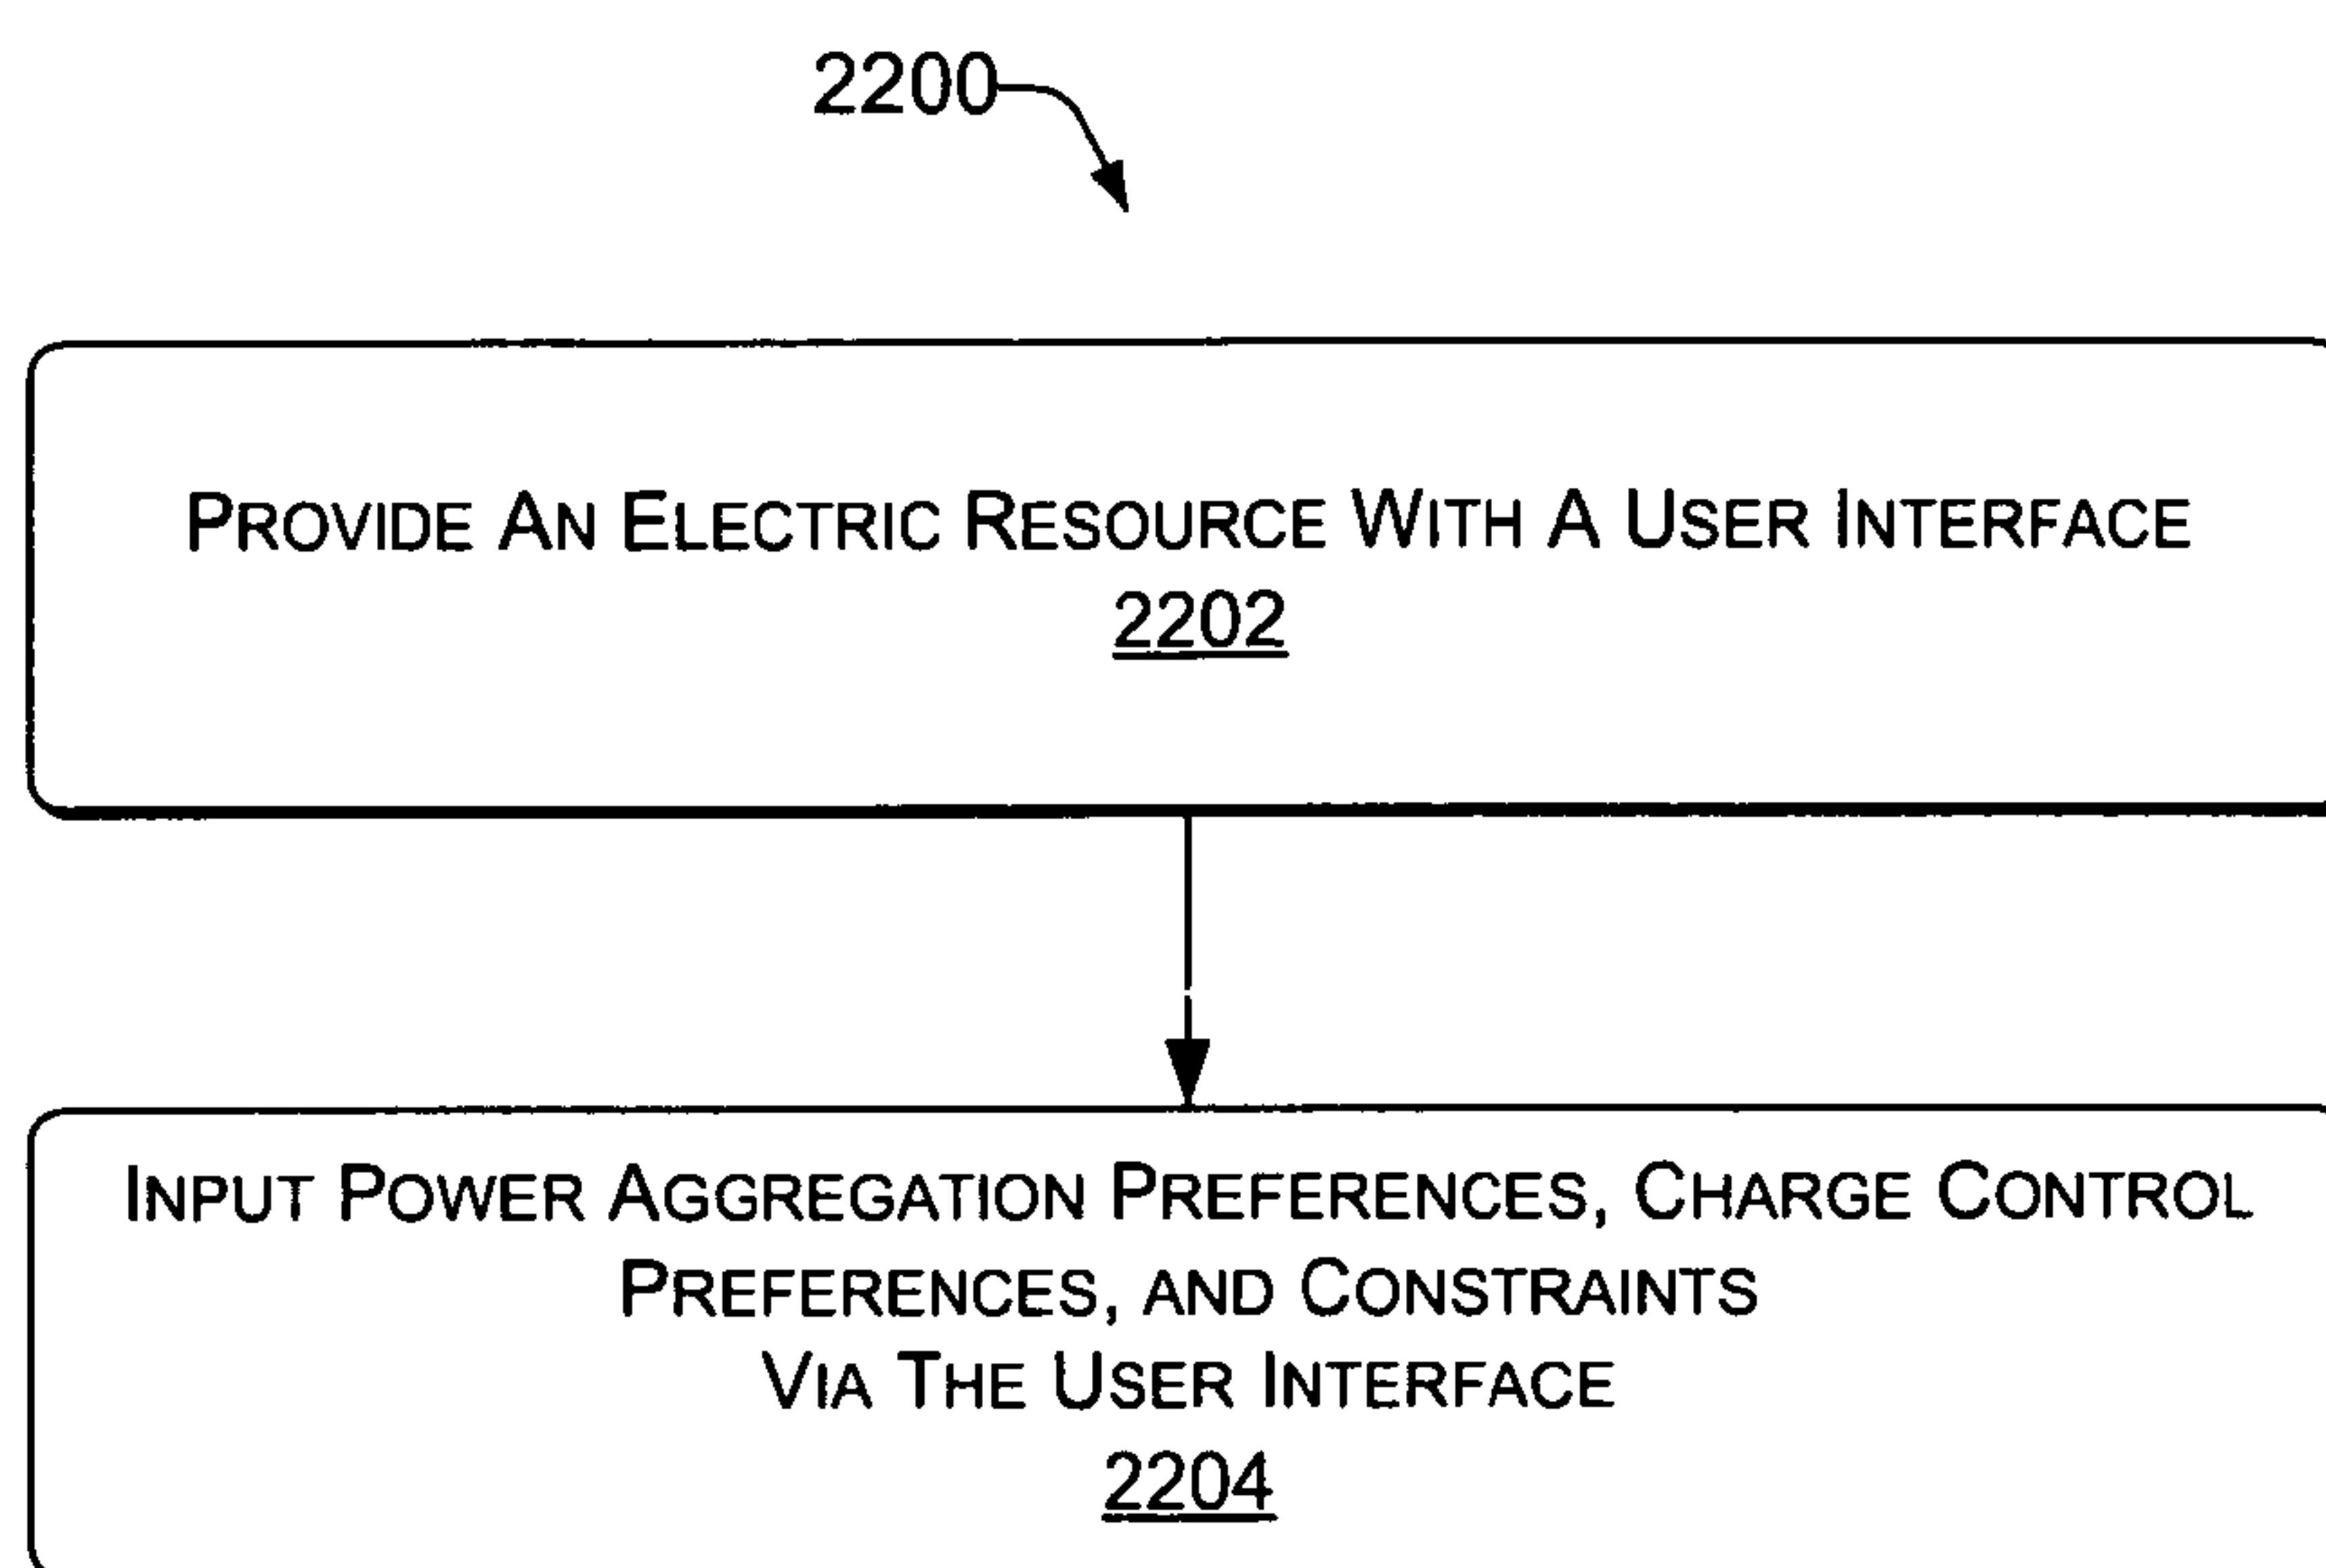 2200
PROVIDE AN ELECTRIC RESOURCE WITH A USER INTERFACE
2202
INPUT POWER AGGREGATION PREFERENCES, CHARGE CONTROL
PREFERENCES, AND CONSTRAINTS
VIA THE USER INTERFACE
2204